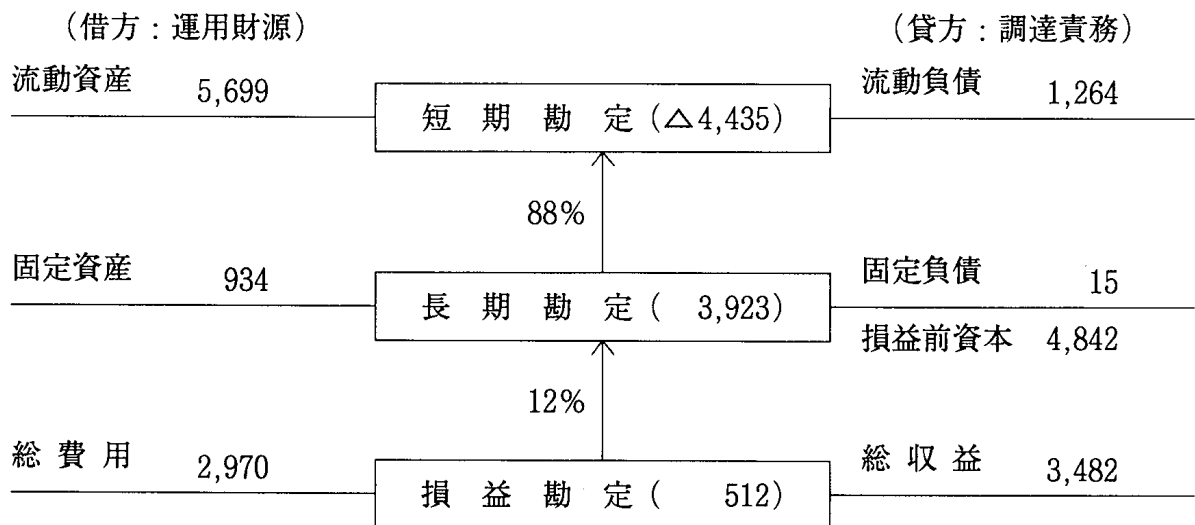 (借方：運用財源) (貸方：調達責務)
流動資産 5,699 短期勘定(△4,435) 流動負債 1,264
88%
固定資産 934 長期勘定( 3,923) 固定負債 15
損益前資本 4,842
12%
総費用 2,970 損益勘定( 512) 総収益 3,482